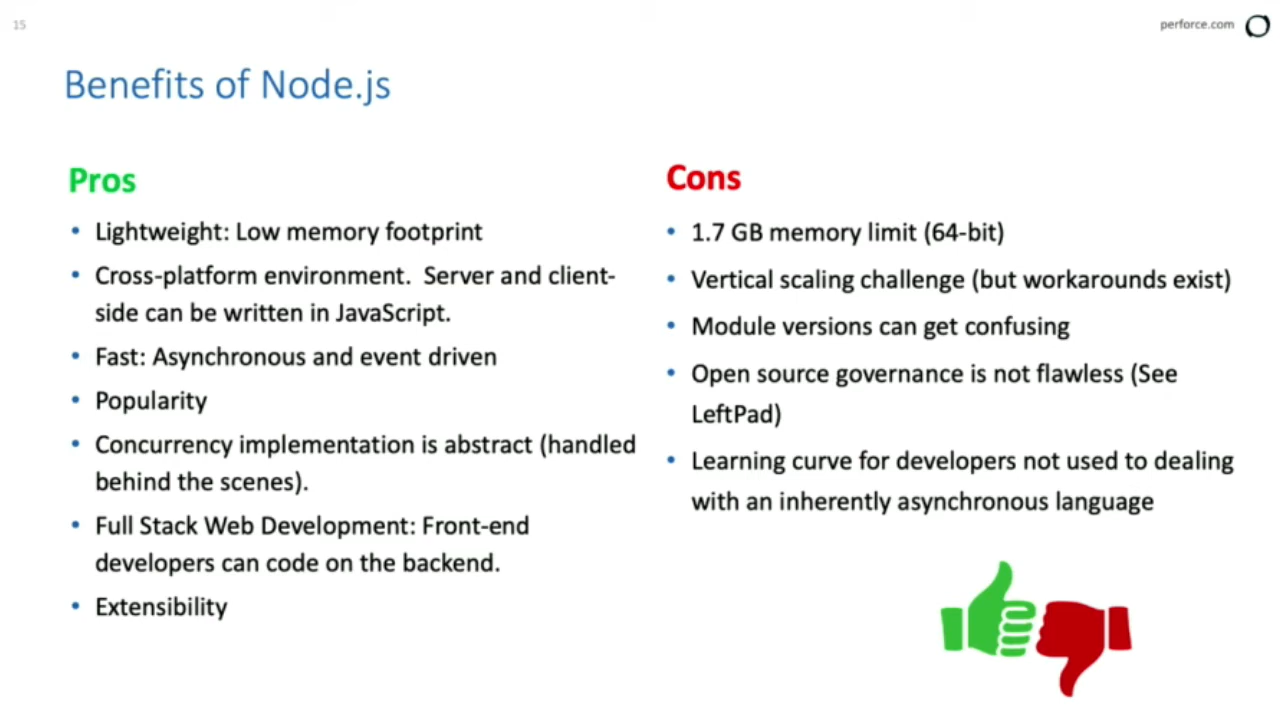 15
perforce.com
Benefits of Node.js
Pros
• Lightweight: Low memory footprint
• Cross-platform environment.  Server and client-
side can be written in JavaScript.
• Fast: Asynchronous and event driven
• Popularity
• Concurrency implementation is abstract (handled
behind the scenes).
• Full Stack Web Development: Front-end
developers can code on the backend.
• Extensibility
Cons
• 1.7 GB memory limit (64-bit)
• Vertical scaling challenge (but workarounds exist)
• Module versions can get confusing
• Open source governance is not flawless (See
LeftPad)
• Learning curve for developers not used to dealing
with an inherently asynchronous language